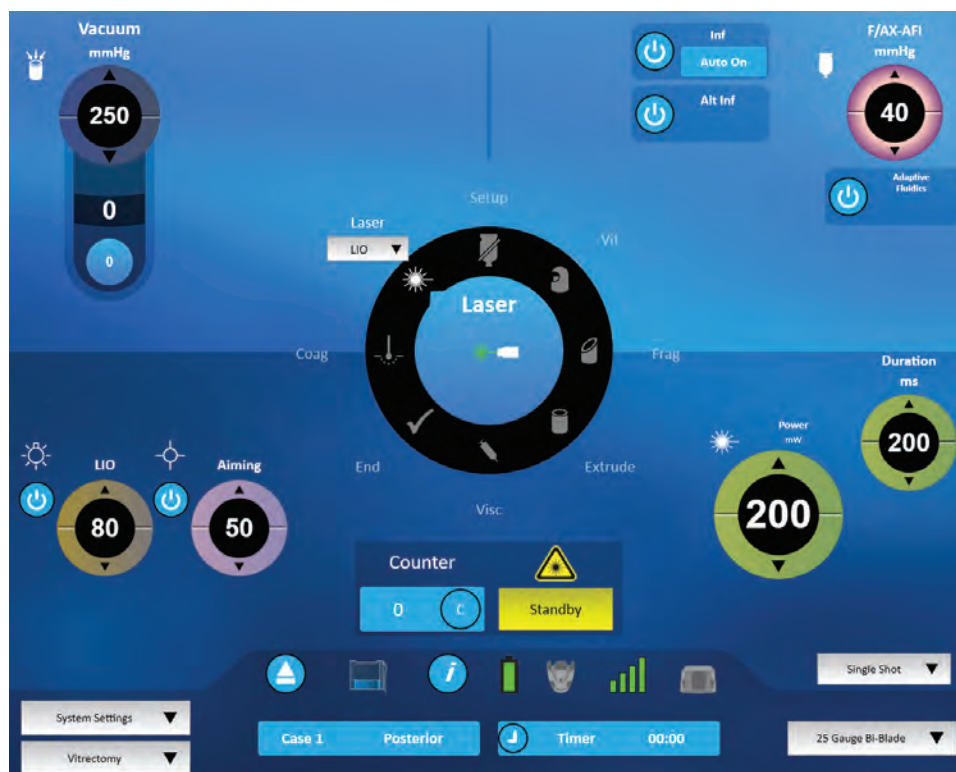 Vacuum
mmHg
250
0
0
Inf
Auto On
Alt Inf
F/AX-AFI
mmHg
40
Adaptive
Fluidics
Setup
Laser
LIO
Vit
Laser
Coag
Frag
Duration
ms
200
Power
mW
200
LIO
80
Aiming
50
End
Extrude
Visc
Counter
0 C
Standby
i
Single Shot
System Settings
Vitrectomy
Case 1 Posterior
Timer 00:00
25 Gauge Bi-Blade